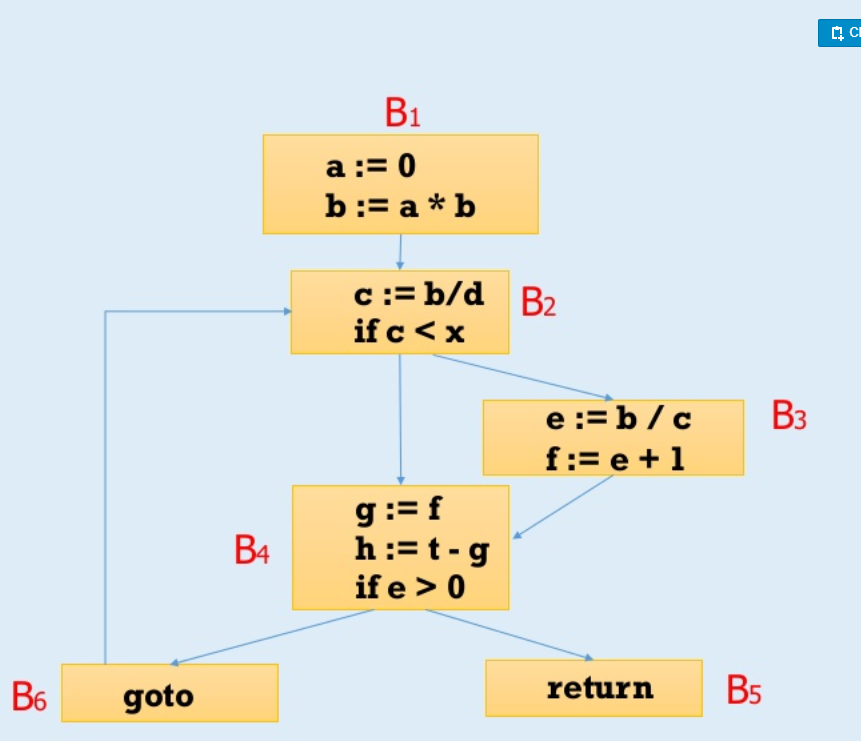 B1
a := 0
b := a * b
c := b/d
if c < x
B2
e := b / c
f := e + 1
B3
g := f
h := t - g
if e > 0
B4
B6
goto
return
B5